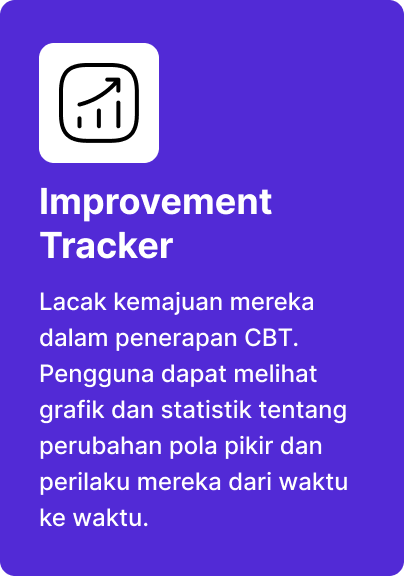 Improvement
Tracker
Lacak kemajuan mereka
dalam penerapan CBT.
Pengguna dapat melihat
grafik dan statistik tentang
perubahan pola pikir dan
perilaku mereka dari waktu
ke waktu.